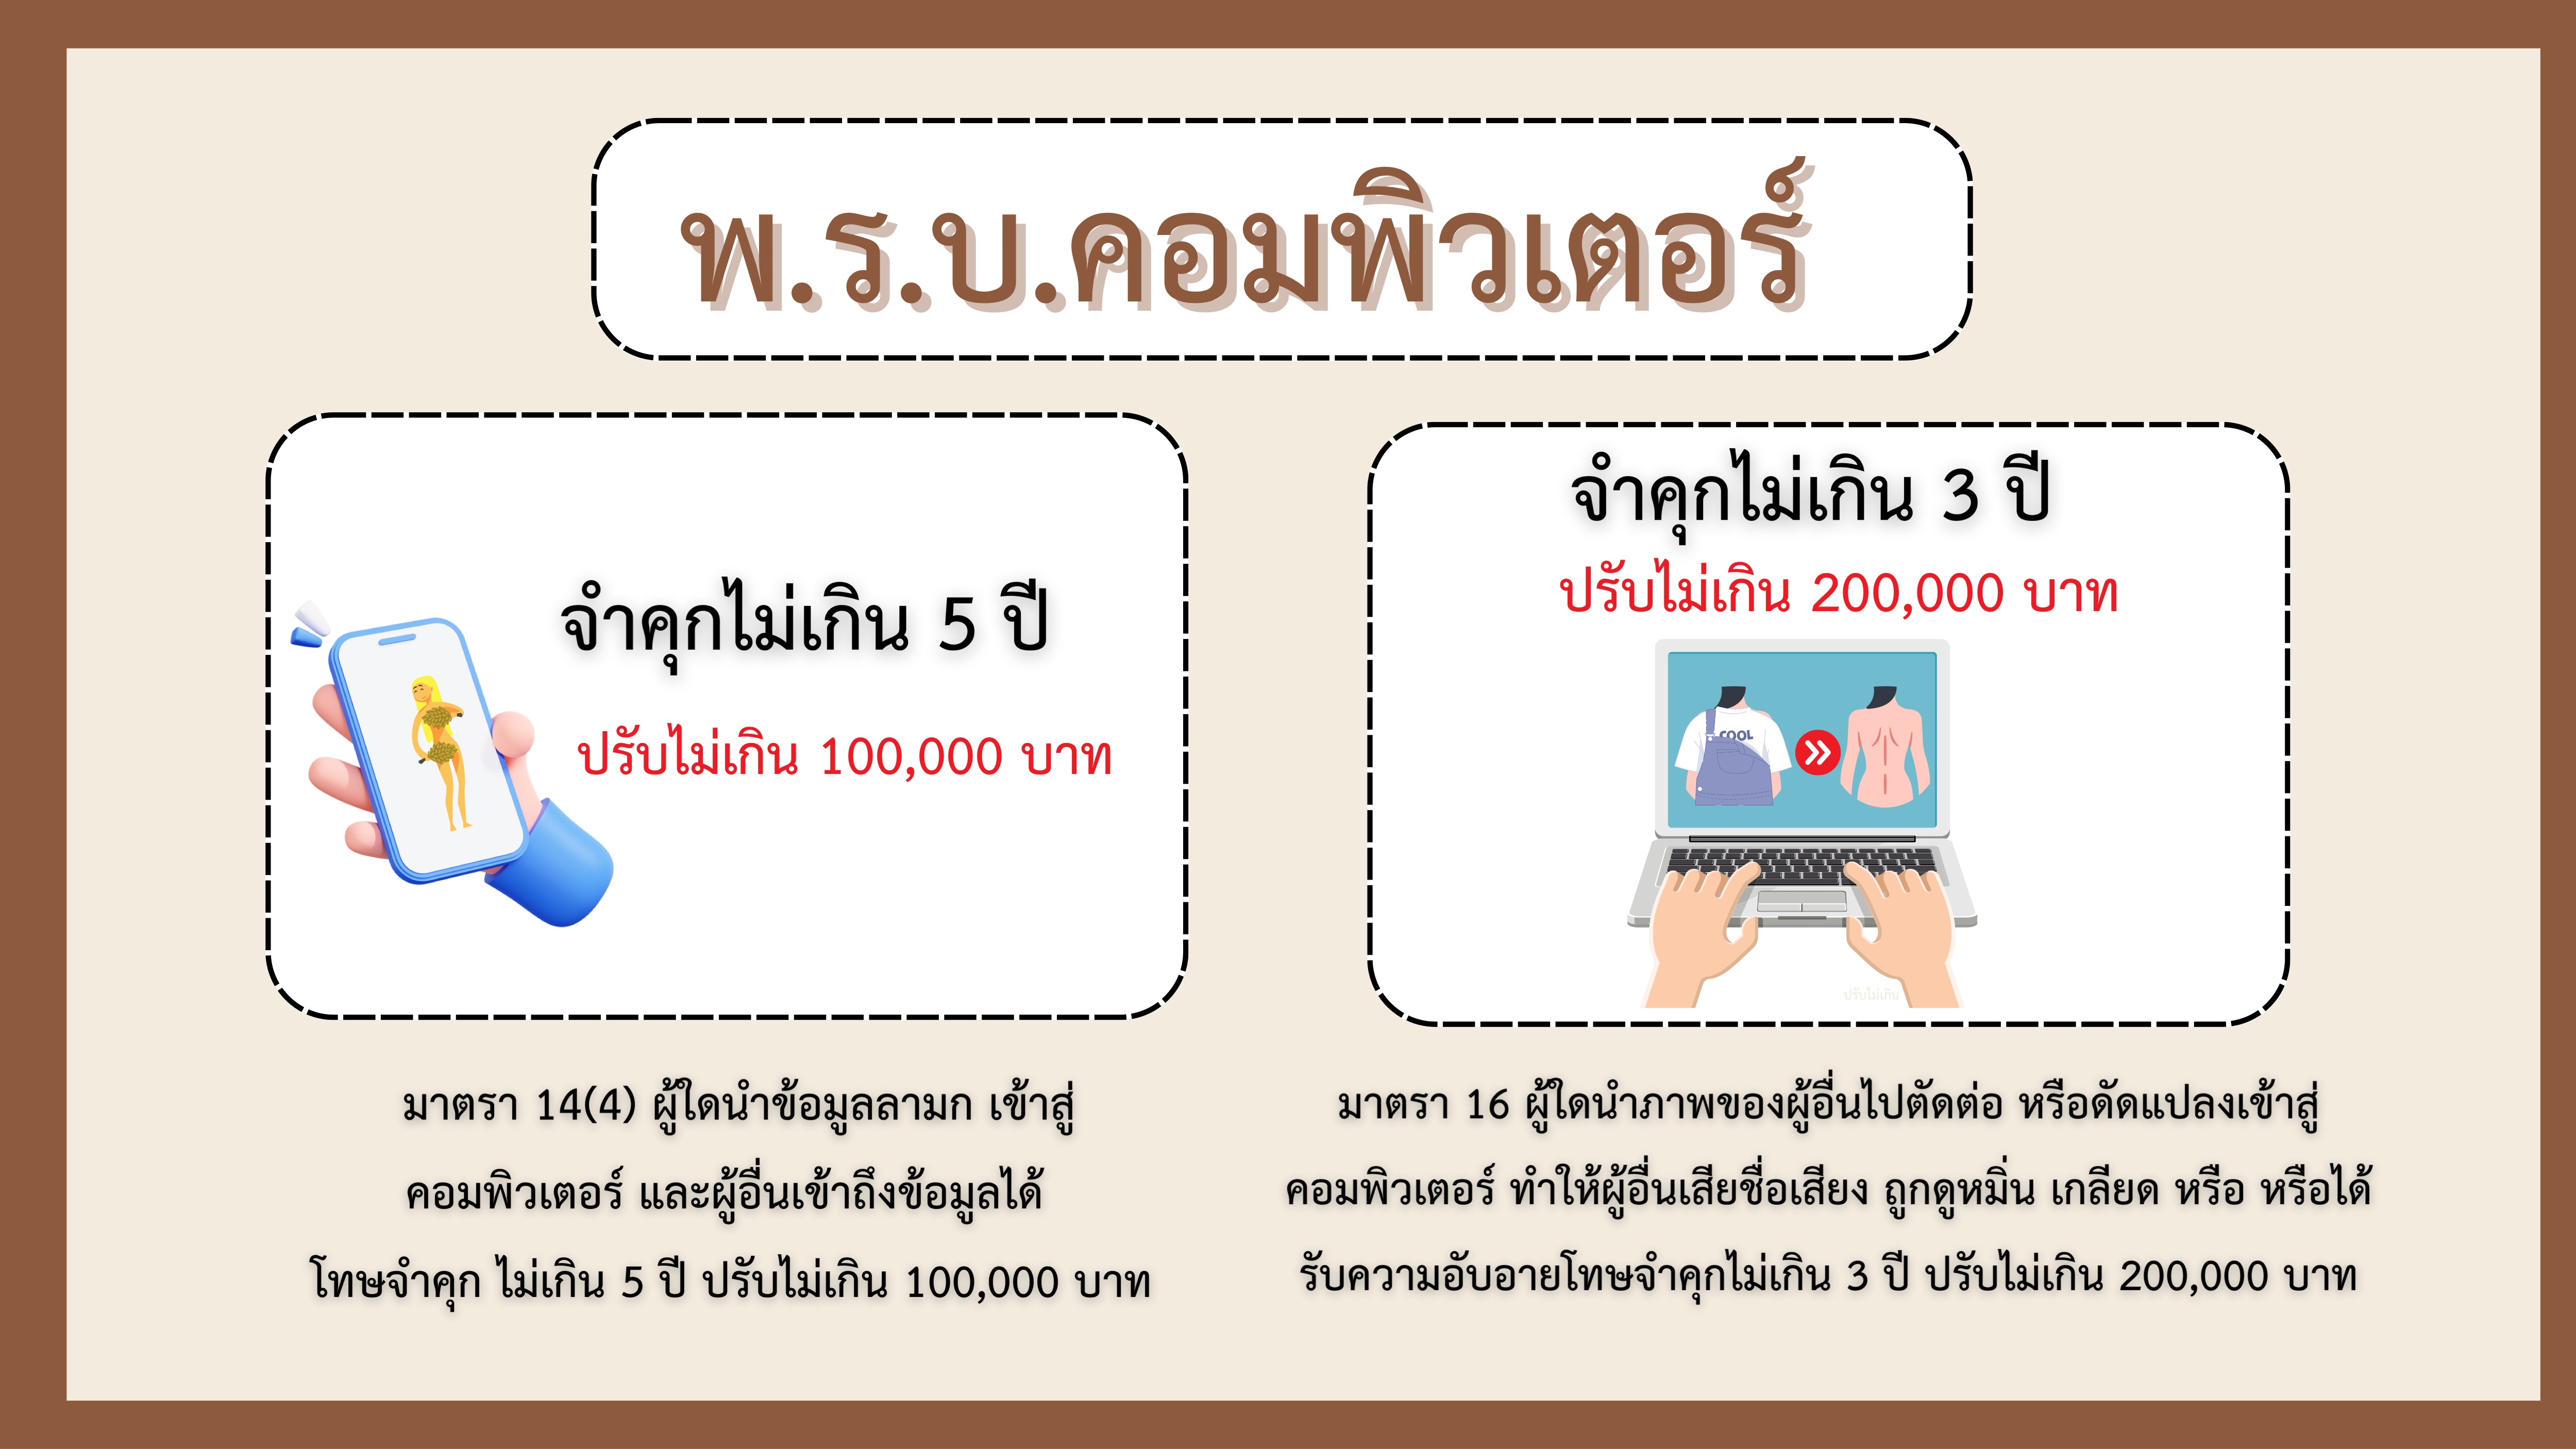 พ.ร.บ.คอมพิวเตอร์
จำคุกไม่เกิน 5 ปี
ปรับไม่เกิน 100,000 บาท
มาตรา 14(4) ผู้ใดนำข้อมูลลามก เข้าสู่
คอมพิวเตอร์ และผู้อื่นเข้าถึงข้อมูลได้
โทษจำคุก ไม่เกิน 5 ปี ปรับไม่เกิน 100,000 บาท
จำคุกไม่เกิน 3 ปี
ปรับไม่เกิน 200,000 บาท
COOL
ปรับไม่เกิน
มาตรา 16 ผู้ใดนำภาพของผู้อื่นไปตัดต่อ หรือดัดแปลงเข้าสู่
คอมพิวเตอร์ ทำให้ผู้อื่นเสียชื่อเสียง ถูกดูหมิ่น เกลียด หรือ หรือได้
รับความอับอายโทษจำคุกไม่เกิน 3 ปี ปรับไม่เกิน 200,000 บาท